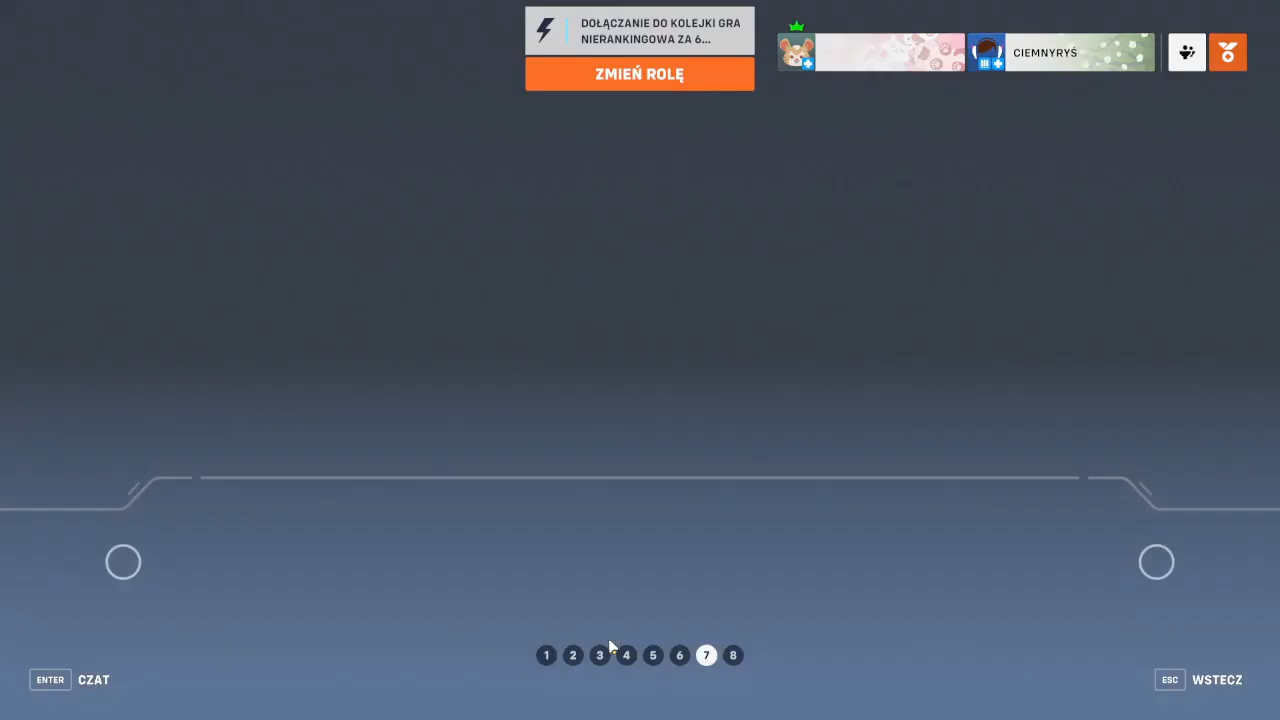 DOŁĄCZANIE DO KOLEJKI GRA
NIERANKINGOWA ZA 6...
ZMIEŃ ROLĘ
CIEMNYRYŚ
1 2 3 4 5 6 7 8
ENTER CZAT
ESC WSTECZ